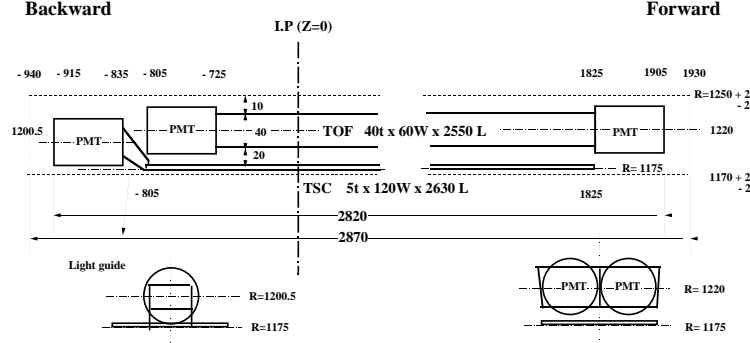 Backward
Forward
I.P (Z=0)
- 940
- 915
- 835
- 805
- 725
1825
1905
1930
R=1250 + 2
- 2
10
1200.5
PMT
PMT
40
TOF 40t x 60W x 2550 L
PMT
1220
20
R= 1175
1170 + 2
- 2
- 805
TSC 5t x 120W x 2630 L
1825
2820
2870
Light guide
R=1200.5
R=1175
PMT
PMT
R= 1220
R= 1175